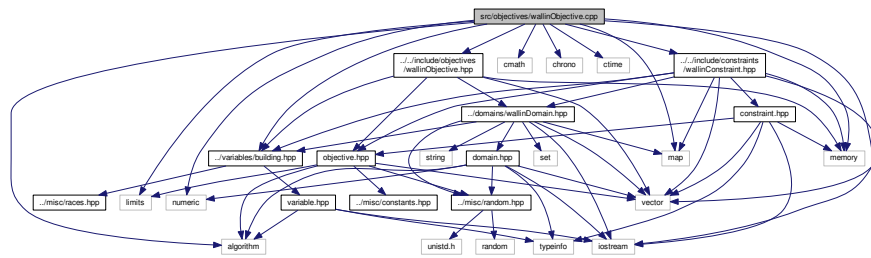 src/objectives/wallinObjective.cpp
../../include/objectives
/wallinObjective.hpp
cmath
chrono
ctime
../../include/constraints
/wallinConstraint.hpp
../domains/wallinDomain.hpp
constraint.hpp
../variables/building.hpp
objective.hpp
string
domain.hpp
set
map
memory
../misc/races.hpp
limits
numeric
variable.hpp
../misc/constants.hpp
../misc/random.hpp
vector
algorithm
unistd.h
random
typeinfo
iostream